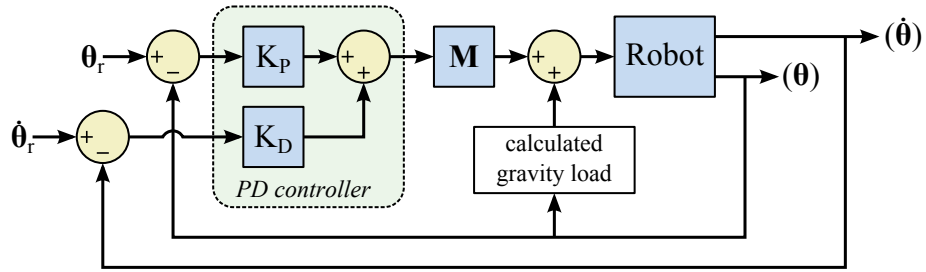 θr
+
−
KP
+
+
M
+
+
Robot
(θ̇)
(θ)
θ̇r
+
−
KD
PD controller
calculated
gravity load